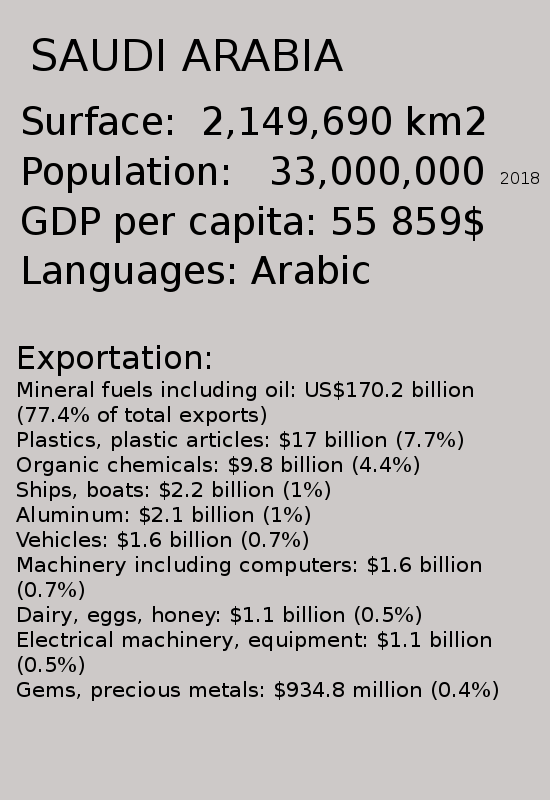 SAUDI ARABIA
Surface: 2,149,690 km2
Population: 33,000,000 2018
GDP per capita: 55 859$
Languages: Arabic
Exportation:
Mineral fuels including oil: US$170.2 billion
(77.4% of total exports)
Plastics, plastic articles: $17 billion (7.7%)
Organic chemicals: $9.8 billion (4.4%)
Ships, boats: $2.2 billion (1%)
Aluminum: $2.1 billion (1%)
Vehicles: $1.6 billion (0.7%)
Machinery including computers: $1.6 billion
(0.7%)
Dairy, eggs, honey: $1.1 billion (0.5%)
Electrical machinery, equipment: $1.1 billion
(0.5%)
Gems, precious metals: $934.8 million (0.4%)